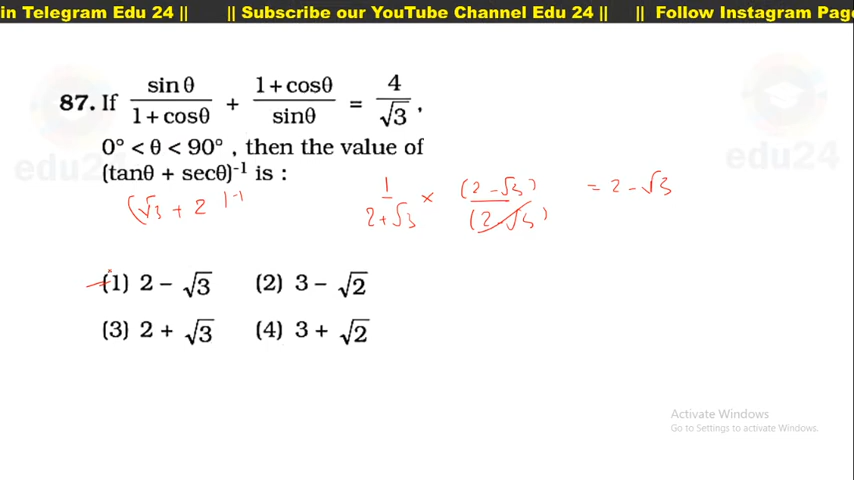 in Telegram Edu 24 || || Subscribe our YouTube Channel Edu 24 || || Follow Instagram Page
87. If sinθ/(1+cosθ) + (1+cosθ)/sinθ = 4/√3,
0° < θ < 90°, then the value of
(tanθ + secθ)⁻¹ is :
(√3 + 2)⁻¹
1/(2+√3) × (2-√3)/(2-√3) = 2-√3
(1) 2 − √3 (2) 3 − √2
(3) 2 + √3 (4) 3 + √2
edu24
edu24
Activate Windows
Go to Settings to activate Windows.